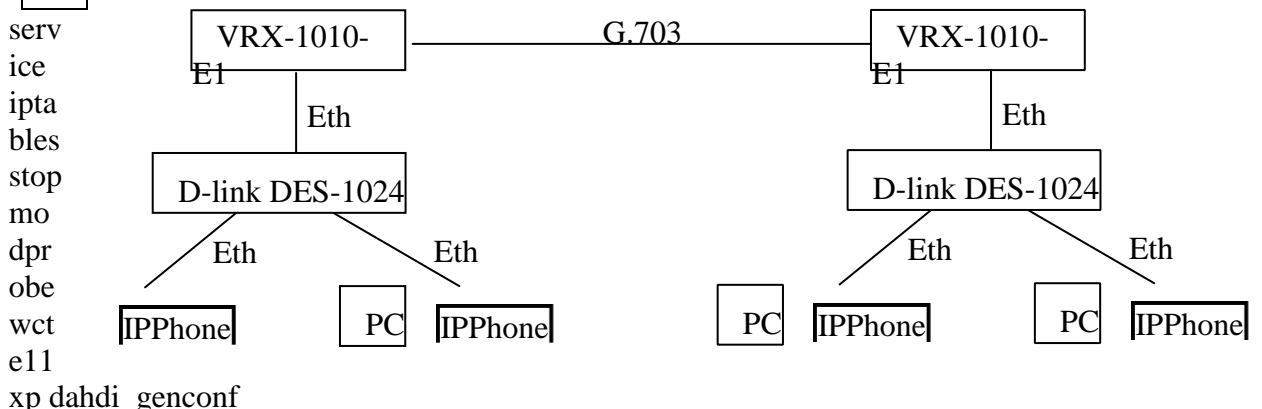 serv
ice
ipta
bles
stop
mo
dpr
obe
wct
e11
xp dahdi_genconf
VRX-1010-
E1
G.703
VRX-1010-
E1
Eth
Eth
D-link DES-1024
D-link DES-1024
Eth
Eth
Eth
Eth
IPPhone
PC
IPPhone
PC
IPPhone
PC
IPPhone